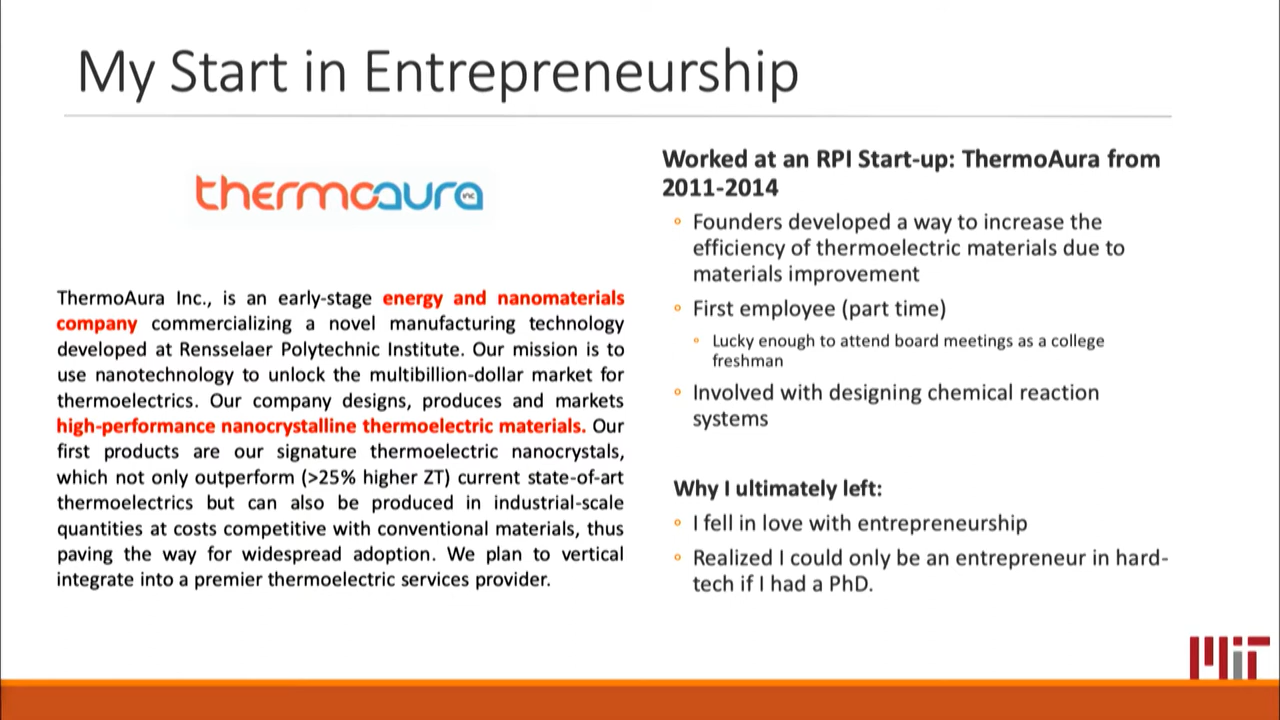 My Start in Entrepreneurship
thermoaura inc
ThermoAura Inc., is an early-stage energy and nanomaterials
company commercializing a novel manufacturing technology
developed at Rensselaer Polytechnic Institute. Our mission is to
use nanotechnology to unlock the multibillion-dollar market for
thermoelectrics. Our company designs, produces and markets
high-performance nanocrystalline thermoelectric materials. Our
first products are our signature thermoelectric nanocrystals,
which not only outperform (>25% higher ZT) current state-of-art
thermoelectrics but can also be produced in industrial-scale
quantities at costs competitive with conventional materials, thus
paving the way for widespread adoption. We plan to vertical
integrate into a premier thermoelectric services provider.
Worked at an RPI Start-up: ThermoAura from
2011-2014
Founders developed a way to increase the
efficiency of thermoelectric materials due to
materials improvement
First employee (part time)
Lucky enough to attend board meetings as a college
freshman
Involved with designing chemical reaction
systems
Why I ultimately left:
I fell in love with entrepreneurship
Realized I could only be an entrepreneur in hard-
tech if I had a PhD.
MIT